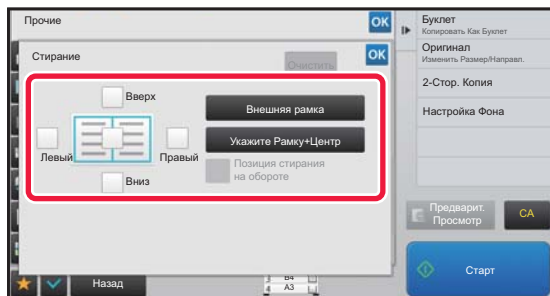 Прочие
OK
Стирание
OK
Очистить
Вверх
Левый
Правый
Вниз
Внешняя рамка
Укажите Рамку+Центр
Позиция стирания
на обороте
Назад
B4
A3
Буклет
Копировать Как Буклет
Оригинал
Изменить Размер/Направл.
2-Стор. Копия
Настройка Фона
Предварит.
Просмотр
CA
Старт